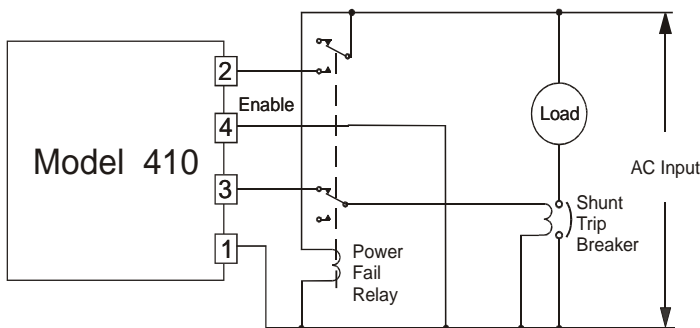 2
Enable
4
Model 410
3
1
Load
AC Input
Shunt
Trip
Breaker
Power
Fail
Relay